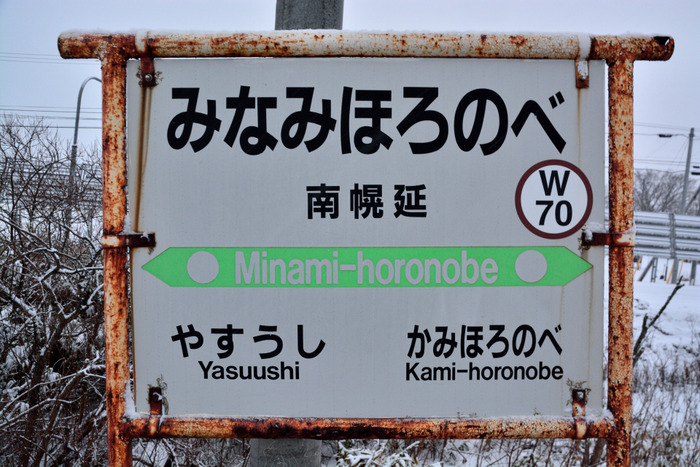 みなみほろのべ
南幌延
W
70
Minami-horonobe
やすうし
Yasuushi
かみほろのべ
Kami-horonobe